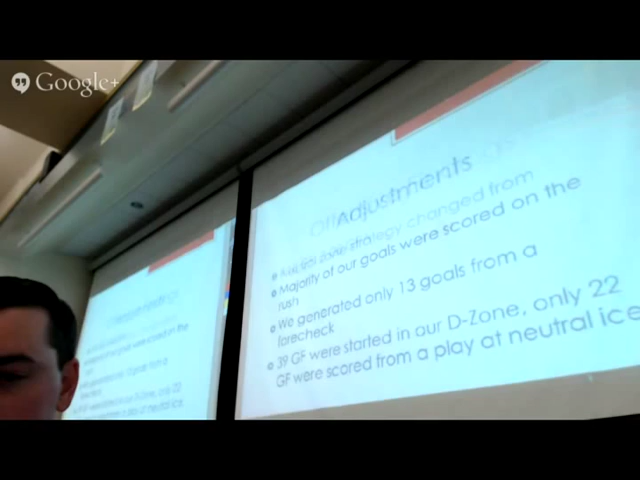 Google+
Adjustments
zone strategy changed from
Majority of our goals were scored on the
rush
We generated only 13 goals from a
forecheck
39 GF were started in our D-Zone, only 22
GF were scored from a play at neutral ice